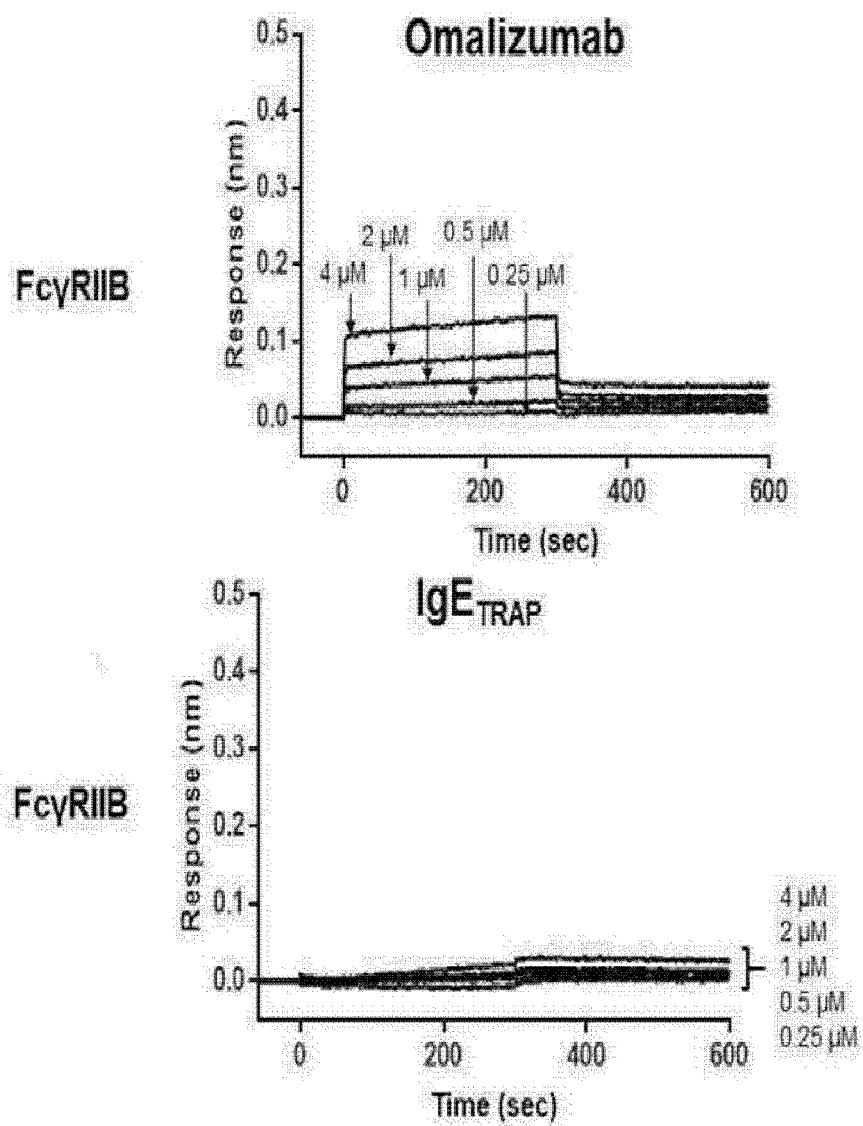 Omalizumab
0.5
0.4
0.3
0.2
0.1
0.0
Response (nm)
FcγRIIB
4 μM
2 μM
1 μM
0.5 μM
0.25 μM
0
200
400
600
Time (sec)
IgETRAP
0.5
0.4
0.3
0.2
0.1
0.0
Response (nm)
FcγRIIB
4 μM
2 μM
1 μM
0.5 μM
0.25 μM
0
200
400
600
Time (sec)